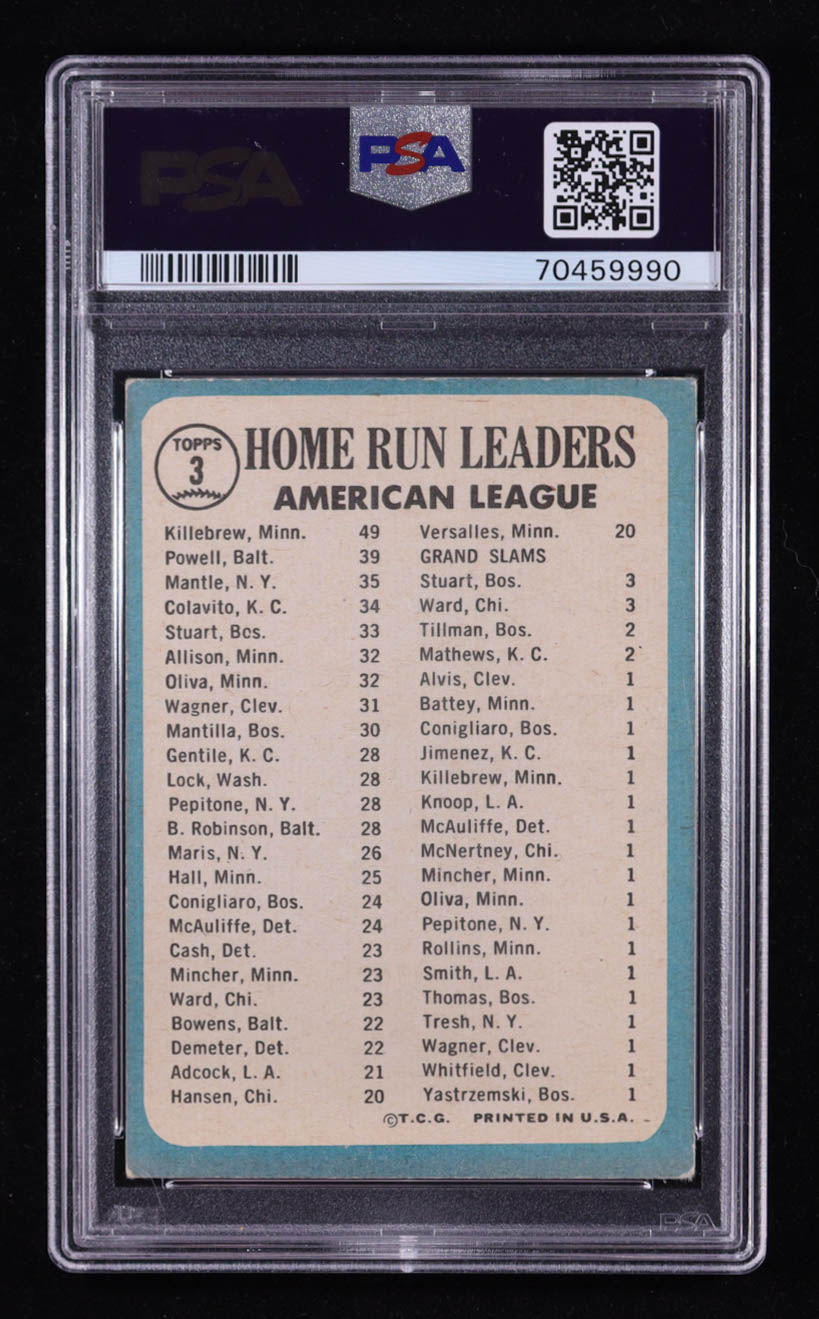 PSA
PSA
70459990
TOPPS
3
HOME RUN LEADERS
AMERICAN LEAGUE
Killebrew, Minn. 49
Powell, Balt. 39
Mantle, N. Y. 35
Colavito, K. C. 34
Stuart, Bos. 33
Allison, Minn. 32
Oliva, Minn. 32
Wagner, Clev. 31
Mantilla, Bos. 30
Gentile, K. C. 28
Lock, Wash. 28
Pepitone, N. Y. 28
B. Robinson, Balt. 28
Maris, N. Y. 26
Hall, Minn. 25
Conigliaro, Bos. 24
McAuliffe, Det. 24
Cash, Det. 23
Mincher, Minn. 23
Ward, Chi. 23
Bowens, Balt. 22
Demeter, Det. 22
Adcock, L. A. 21
Hansen, Chi. 20
Versalles, Minn. 20
GRAND SLAMS
Stuart, Bos. 3
Ward, Chi. 3
Tillman, Bos. 2
Mathews, K. C. 2
Alvis, Clev. 1
Battey, Minn. 1
Conigliaro, Bos. 1
Jimenez, K. C. 1
Killebrew, Minn. 1
Knoop, L. A. 1
McAuliffe, Det. 1
McNertney, Chi. 1
Mincher, Minn. 1
Oliva, Minn. 1
Pepitone, N. Y. 1
Rollins, Minn. 1
Smith, L. A. 1
Thomas, Bos. 1
Tresh, N. Y. 1
Wagner, Clev. 1
Whitfield, Clev. 1
Yastrzemski, Bos. 1
©T.C.G. PRINTED IN U.S.A.
PSA